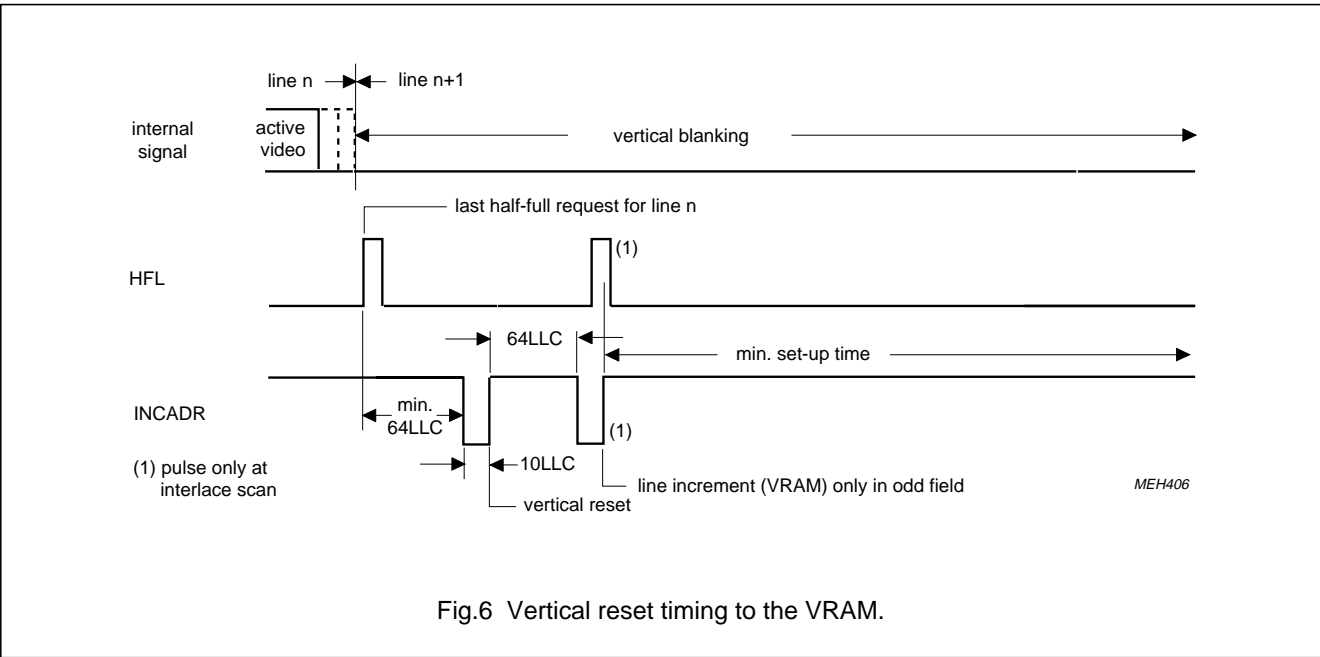 line n
line n+1
internal
signal
active
video
vertical blanking
last half-full request for line n
HFL
(1)
64LLC
min. set-up time
INCADR
min.
64LLC
(1)
10LLC
(1) pulse only at
interlace scan
line increment (VRAM) only in odd field
vertical reset
MEH406
Fig.6 Vertical reset timing to the VRAM.